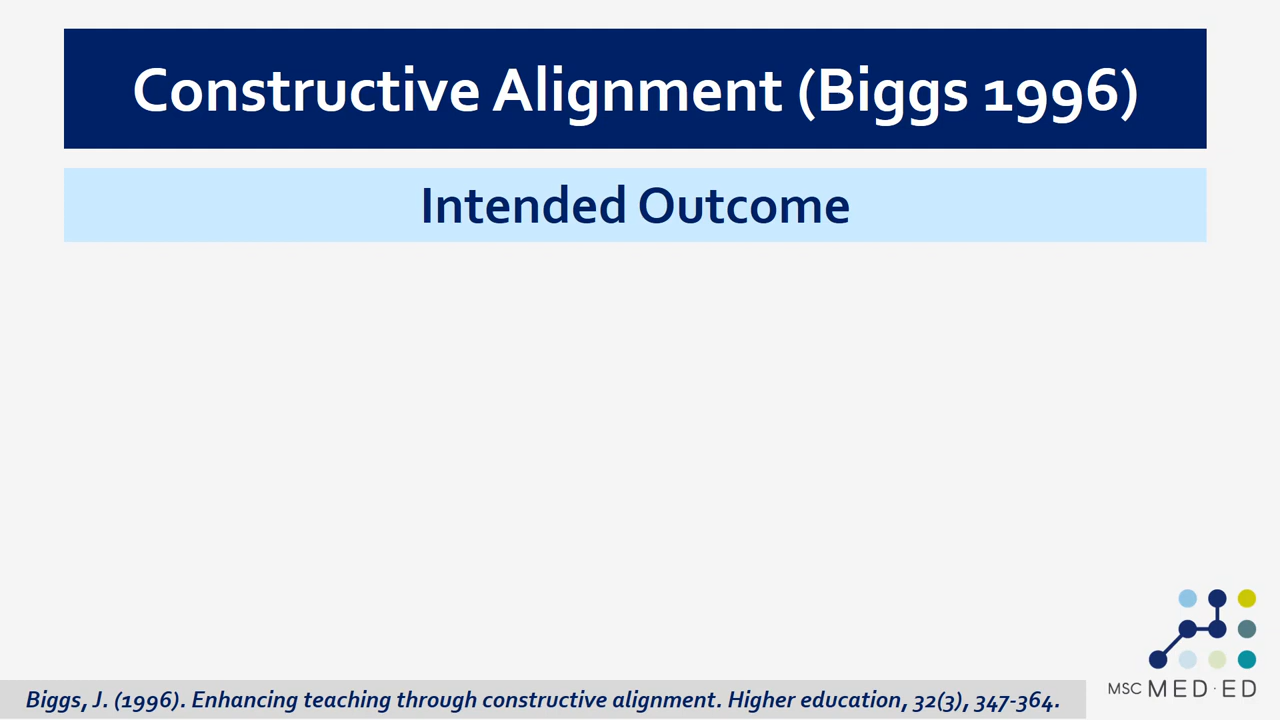 Constructive Alignment (Biggs 1996)
Intended Outcome
MSC MED·ED
Biggs, J. (1996). Enhancing teaching through constructive alignment. Higher education, 32(3), 347-364.